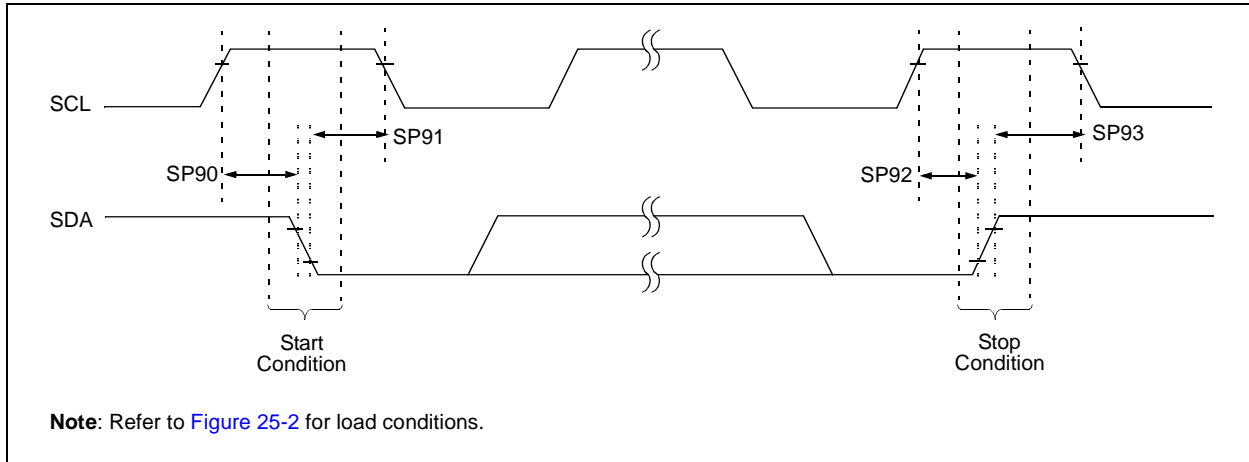 SCL
SP91
SP93
SP90
SP92
SDA
Start
Condition
Stop
Condition
Note: Refer to Figure 25-2 for load conditions.